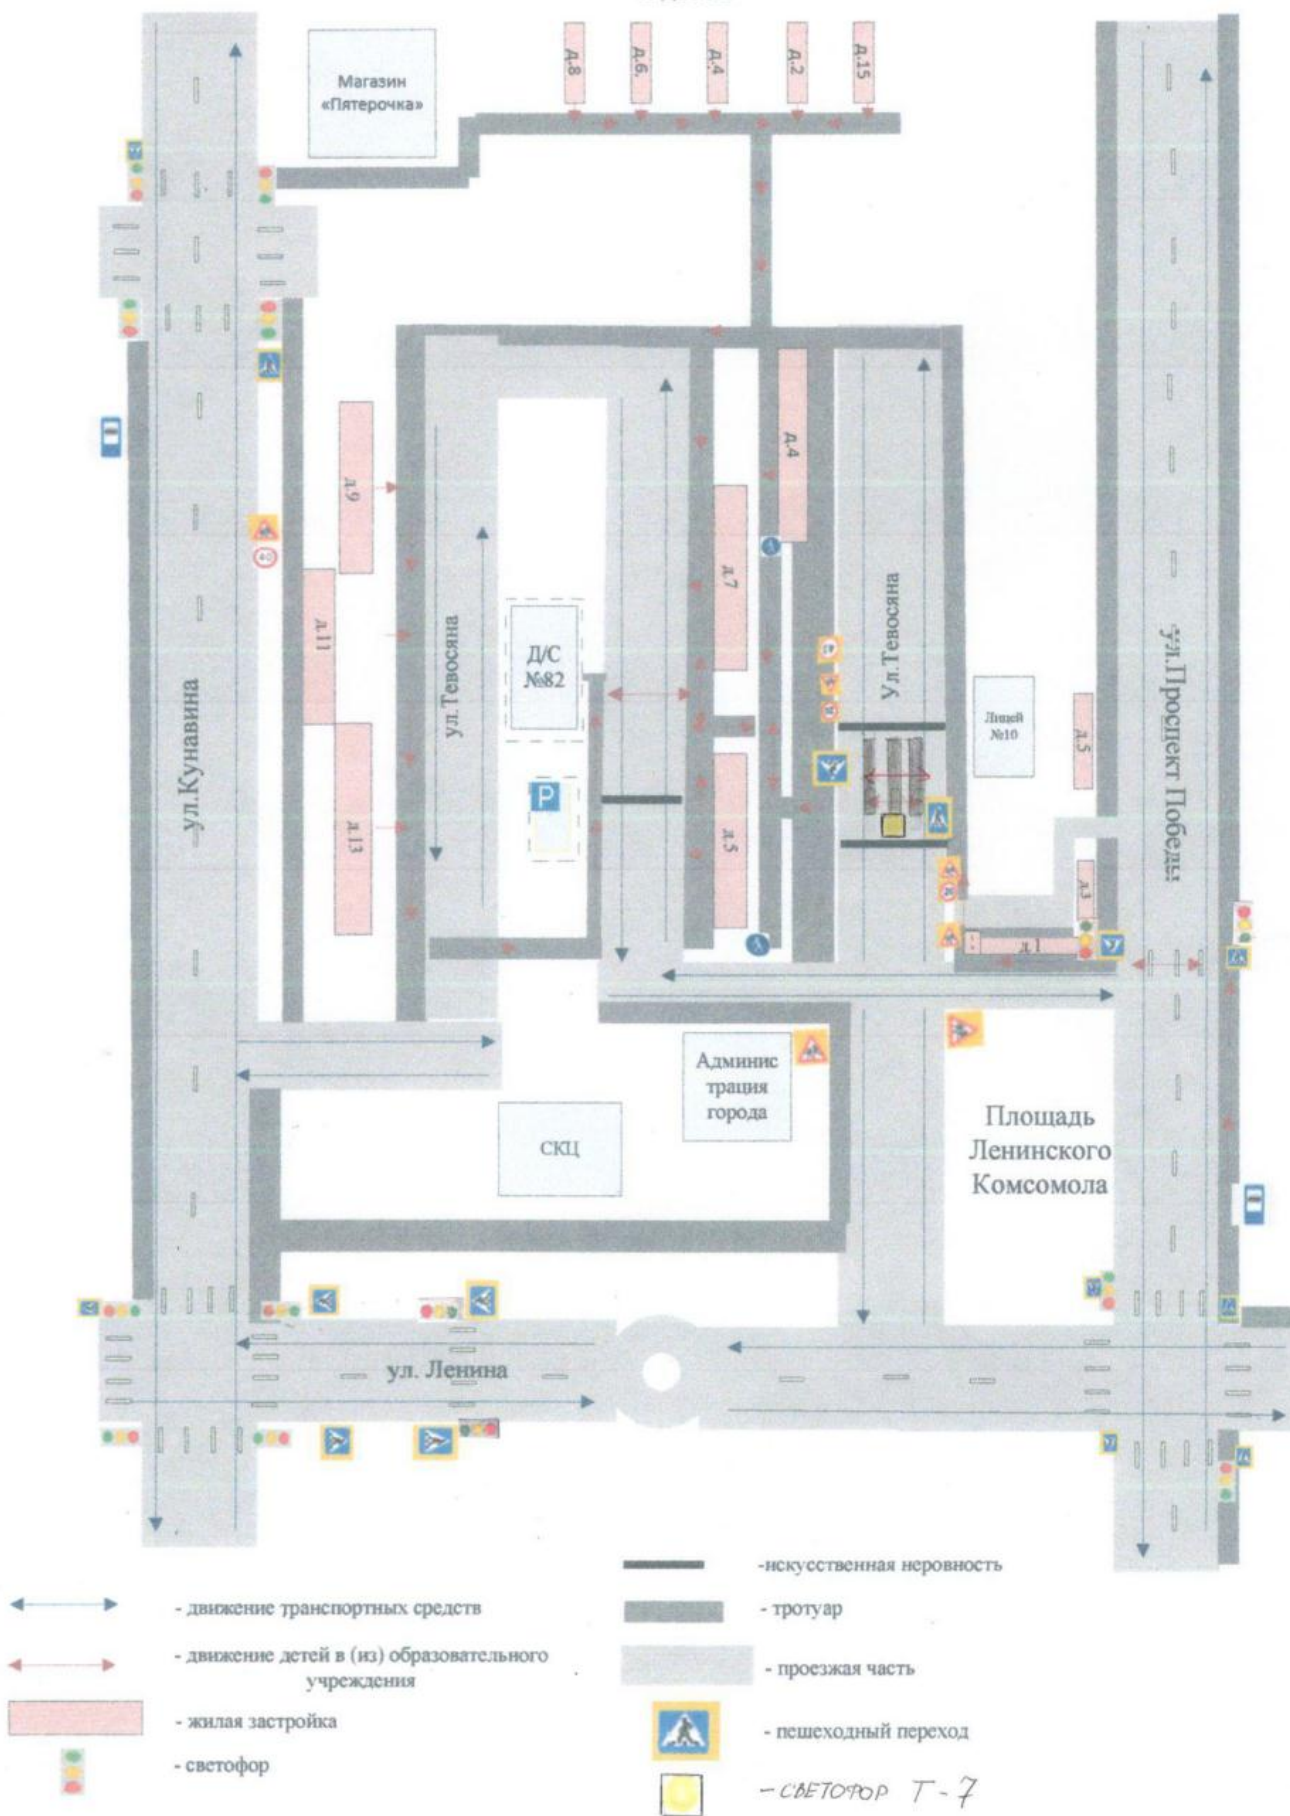 д.8
д.6.
д.4
д.2
д.15
Магазин
«Пятерочка»
д.9
д.11
д.13
ул.Кунавина
40
ул.Тевосяна
Д/С
№82
P
д.7
д.5
д.4
Ул.Тевосяна
Лицей
№10
д.5
д.3
д.1
ул.Проспект Победы
Админис
трация
города
СКЦ
Площадь
Ленинского
Комсомола
ул. Ленина
- движение транспортных средств
- движение детей в (из) образовательного
учреждения
- жилая застройка
- светофор
-искусственная неровность
- тротуар
- проезжая часть
- пешеходный переход
- СВЕТОФОР Т-7